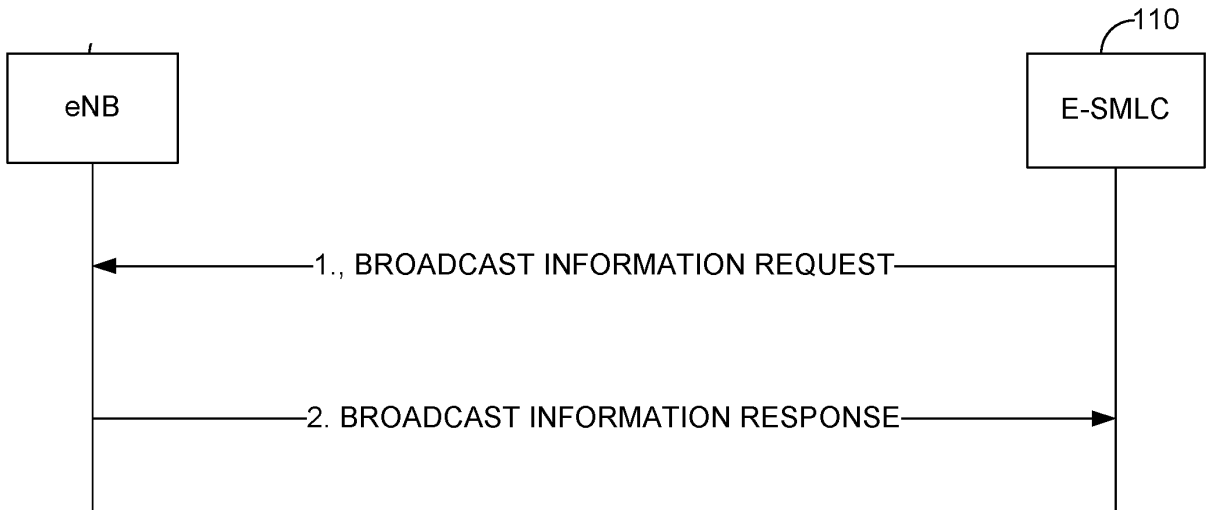 110
eNB
E-SMLC
1., BROADCAST INFORMATION REQUEST
2. BROADCAST INFORMATION RESPONSE